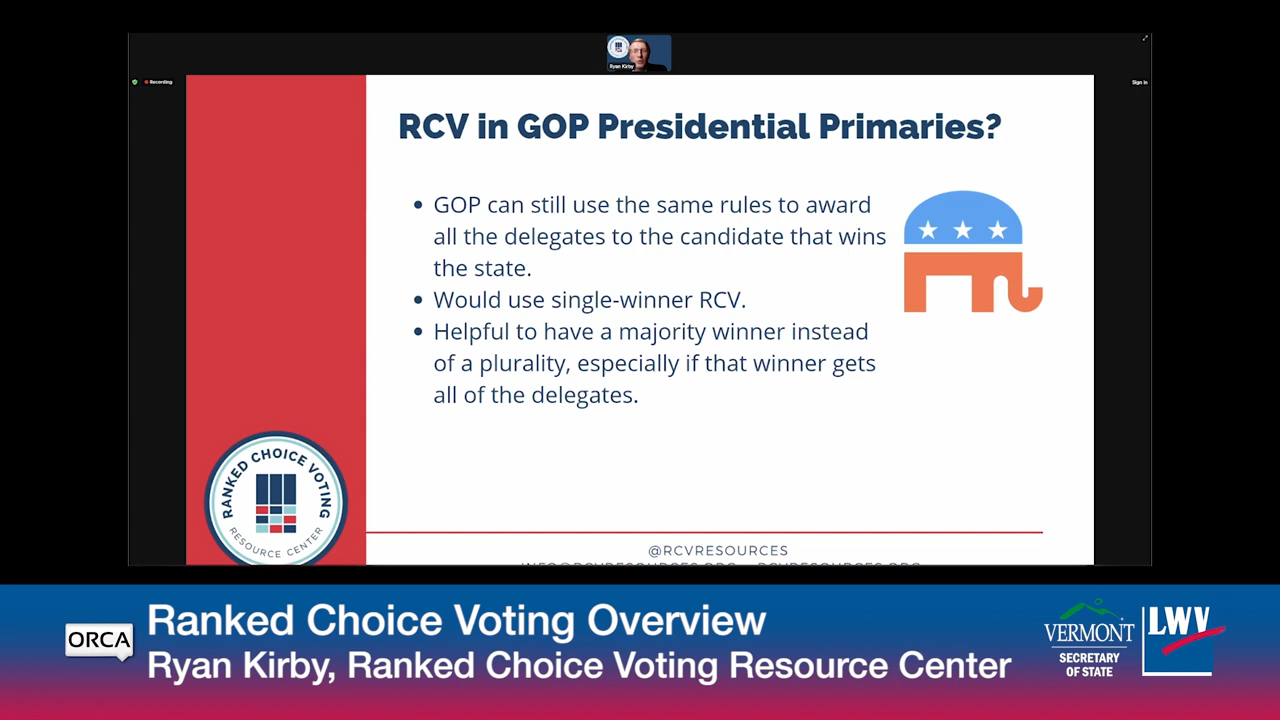 Ryan Kirby
Recording
Sign in
RCV in GOP Presidential Primaries?
• GOP can still use the same rules to award
all the delegates to the candidate that wins
the state.
• Would use single-winner RCV.
• Helpful to have a majority winner instead
of a plurality, especially if that winner gets
all of the delegates.
RANKED CHOICE VOTING
RESOURCE CENTER
@RCVRESOURCES
ORCA
Ranked Choice Voting Overview
Ryan Kirby, Ranked Choice Voting Resource Center
VERMONT
SECRETARY
OF STATE
LWV